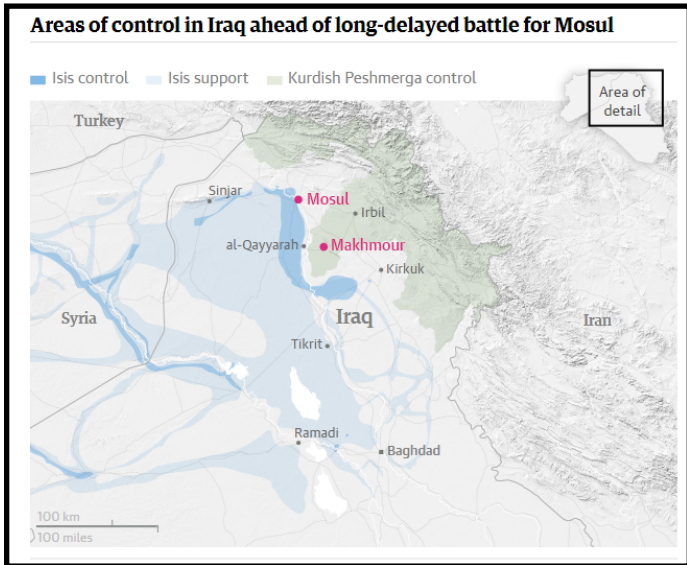 Areas of control in Iraq ahead of long-delayed battle for Mosul
Isis control
Isis support
Kurdish Peshmerga control
Area of
detail
Turkey
Sinjar
Mosul
Irbil
al-Qayyarah
Makhmour
Kirkuk
Syria
Iraq
Iran
Tikrit
Ramadi
Baghdad
100 km
100 miles